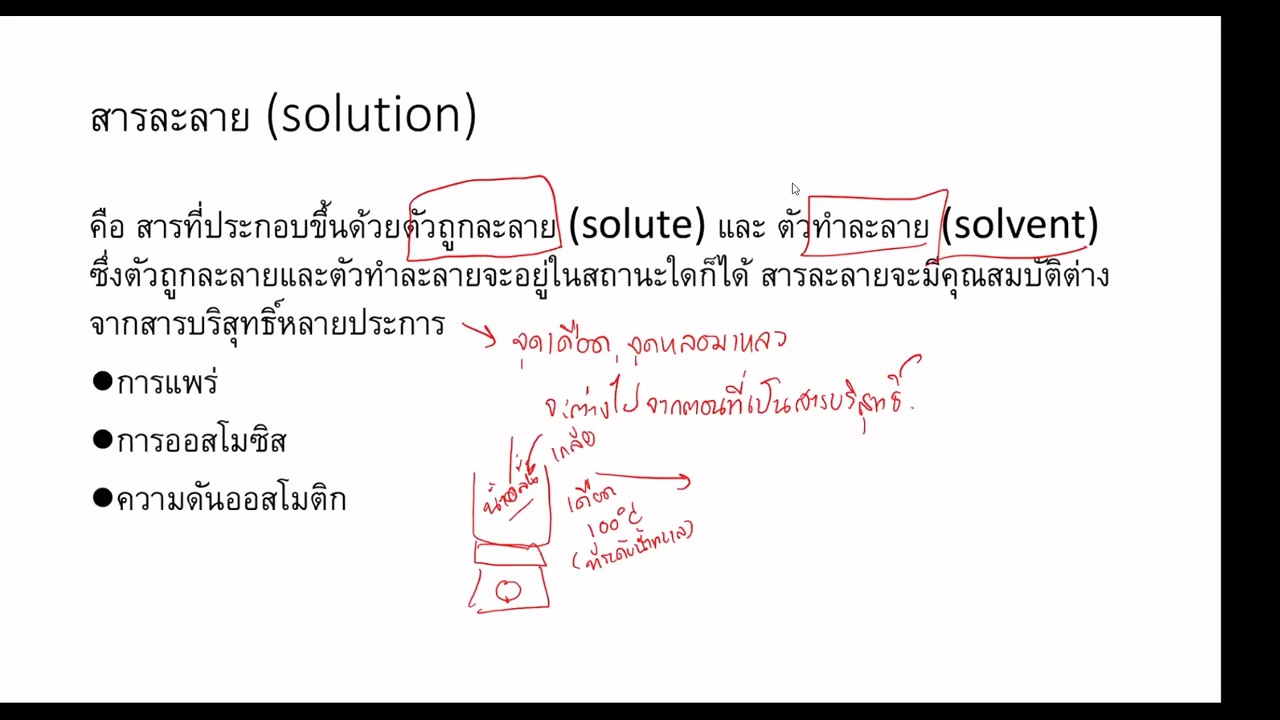 สารละลาย (solution)
คือ สารที่ประกอบขึ้นด้วยตัวถูกละลาย (solute) และ ตัวทำละลาย (solvent)
ซึ่งตัวถูกละลายและตัวทำละลายจะอยู่ในสถานะใดก็ได้ สารละลายจะมีคุณสมบัติต่าง
จากสารบริสุทธิ์หลายประการ
จุดเดือด, จุดหลอมเหลว
●การแพร่
จะต่างไปจากตอนที่เป็นสารบริสุทธิ์.
●การออสโมซิส
เกลือ
●ความดันออสโมติก
เดือด
100°C
(ที่ระดับน้ำทะเล)